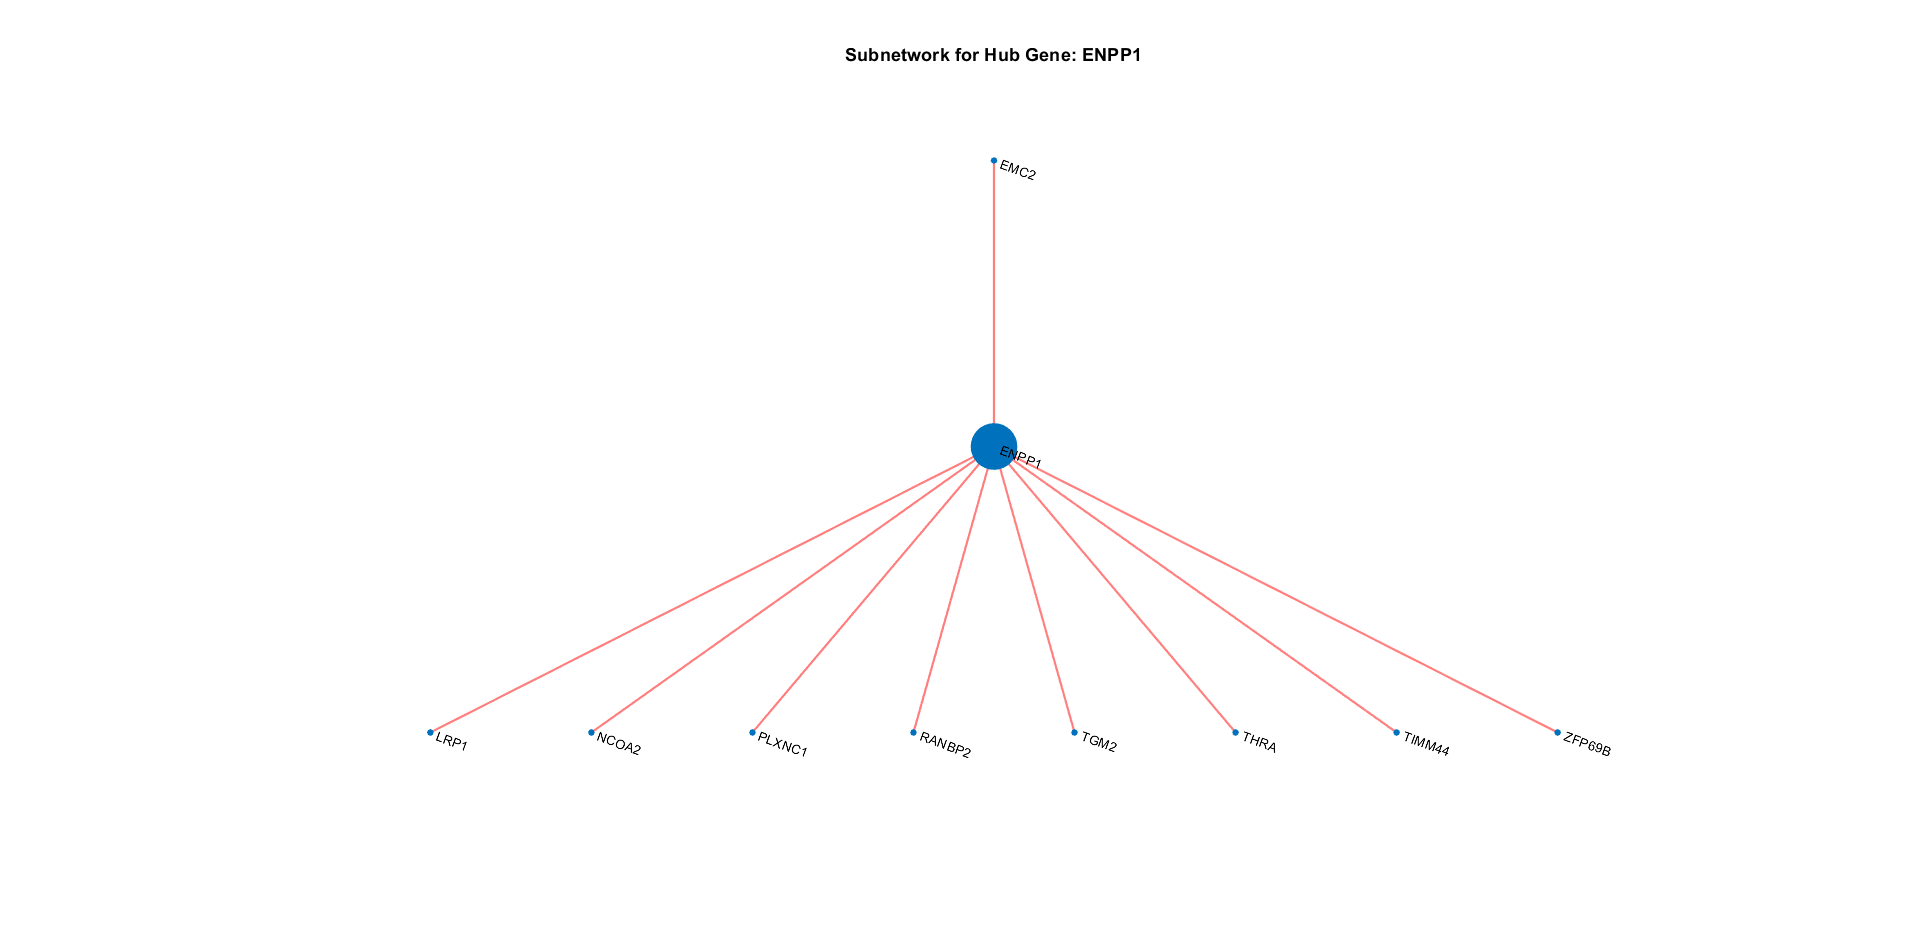 Subnetwork for Hub Gene: ENPP1
EMC2
ENPP1
LRP1
NCOA2
PLXNC1
RANBP2
TGM2
THRA
TIMM44
ZFP69B